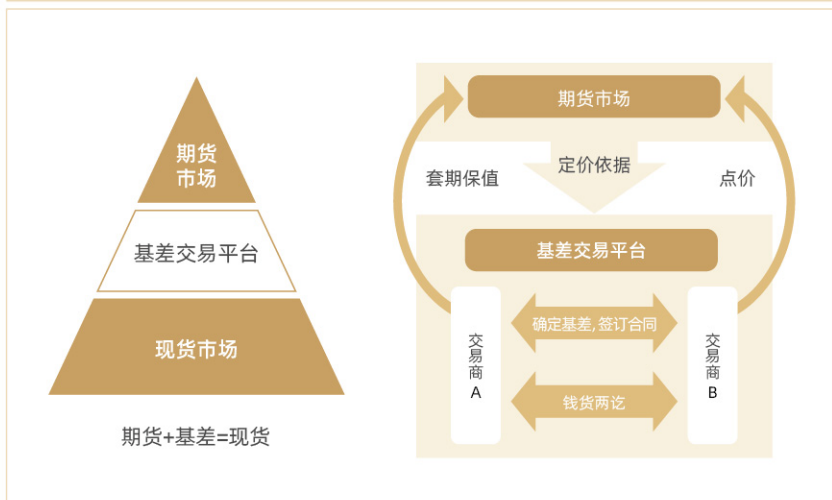 期货
市场
基差交易平台
现货市场
期货+基差=现货
期货市场
定价依据
套期保值
点价
基差交易平台
确定基差,签订合同
钱货两讫
交易商A
交易商B